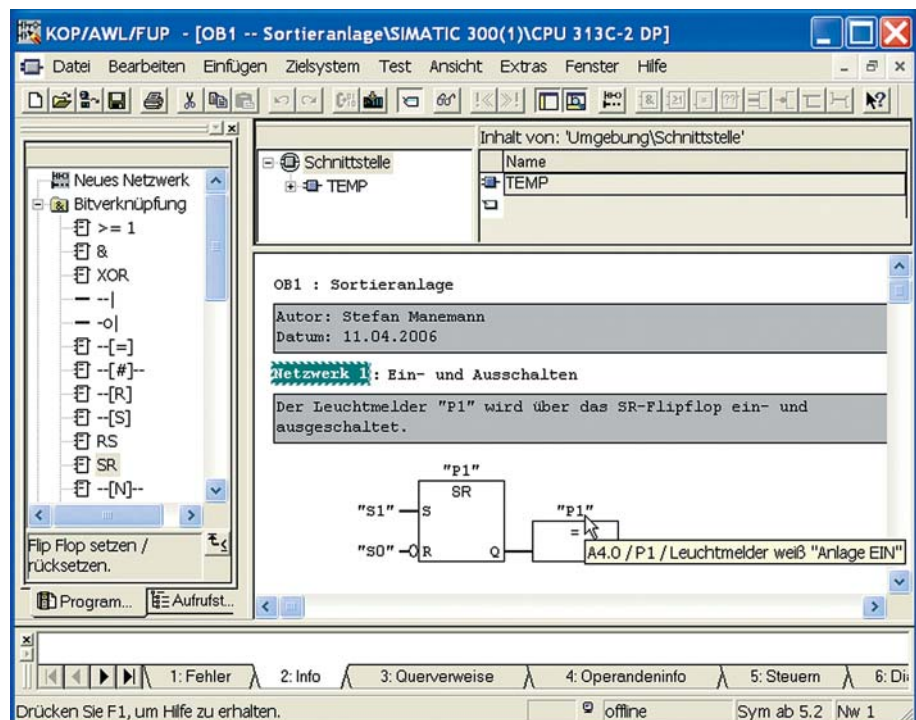 KOP/AWL/FUP - [OB1 -- Sortieranlage\SIMATIC 300(1)\CPU 313C-2 DP]
Datei Bearbeiten Einfügen Zielsystem Test Ansicht Extras Fenster Hilfe
Inhalt von: 'Umgebung\Schnittstelle'
Schnittstelle
TEMP
Name
TEMP
Neues Netzwerk
Bitverknüpfung
>= 1
&
XOR
--|
-o|
--[=]
--[#]--
--[R]
--[S]
RS
SR
--[N]--
Flip Flop setzen /
rücksetzen.
Program... Aufrufst...
OB1 : Sortieranlage
Autor: Stefan Manemann
Datum: 11.04.2006
Netzwerk 1: Ein- und Ausschalten
Der Leuchtmelder "P1" wird über das SR-Flipflop ein- und
ausgeschaltet.
"P1"
SR
"S1" S "P1"
=
"S0" R Q
A4.0 / P1 / Leuchtmelder weiß "Anlage EIN"
1: Fehler 2: Info 3: Querverweise 4: Operandeninfo 5: Steuern 6: Di
Drücken Sie F1, um Hilfe zu erhalten. offline Sym ab 5.2 Nw 1